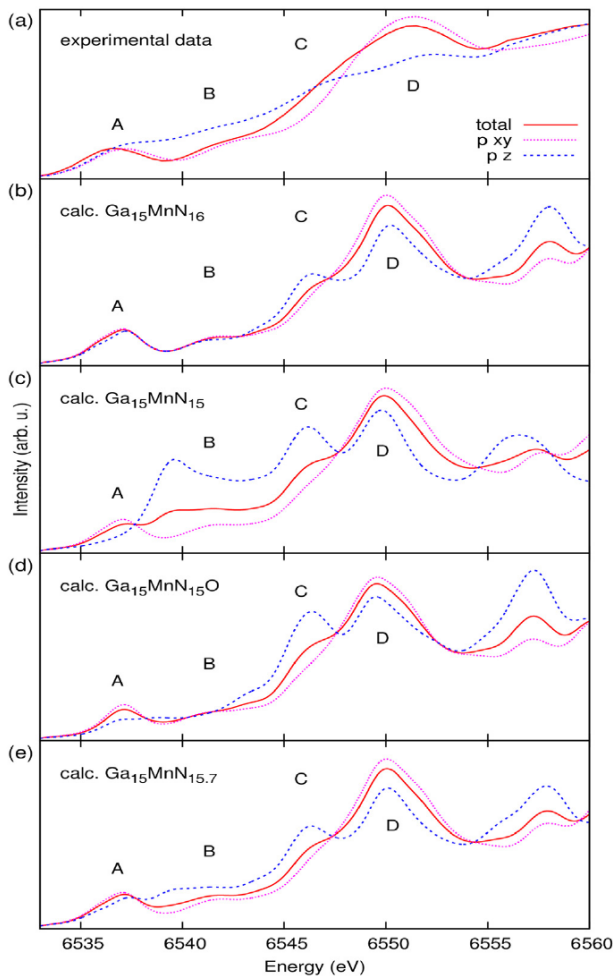 (a)
experimental data
A
B
C
D
total
p xy
p z
(b)
calc. Ga15MnN16
A
B
C
D
(c)
calc. Ga15MnN15
A
B
C
D
(d)
calc. Ga15MnN15O
A
B
C
D
(e)
calc. Ga15MnN15.7
A
B
C
D
Intensity (arb. u.)
6535 6540 6545 6550 6555 6560
Energy (eV)